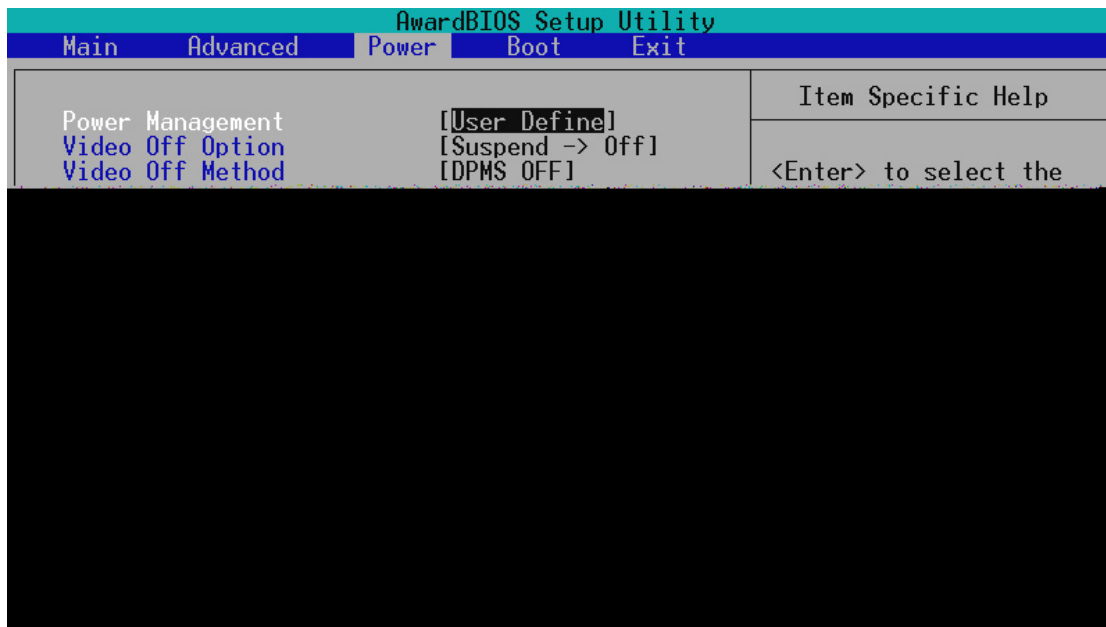 AwardBIOS Setup Utility
Main Advanced Power Boot Exit
Item Specific Help
Power Management [User Define]
Video Off Option [Suspend -> Off]
Video Off Method [DPMS OFF] <Enter> to select the